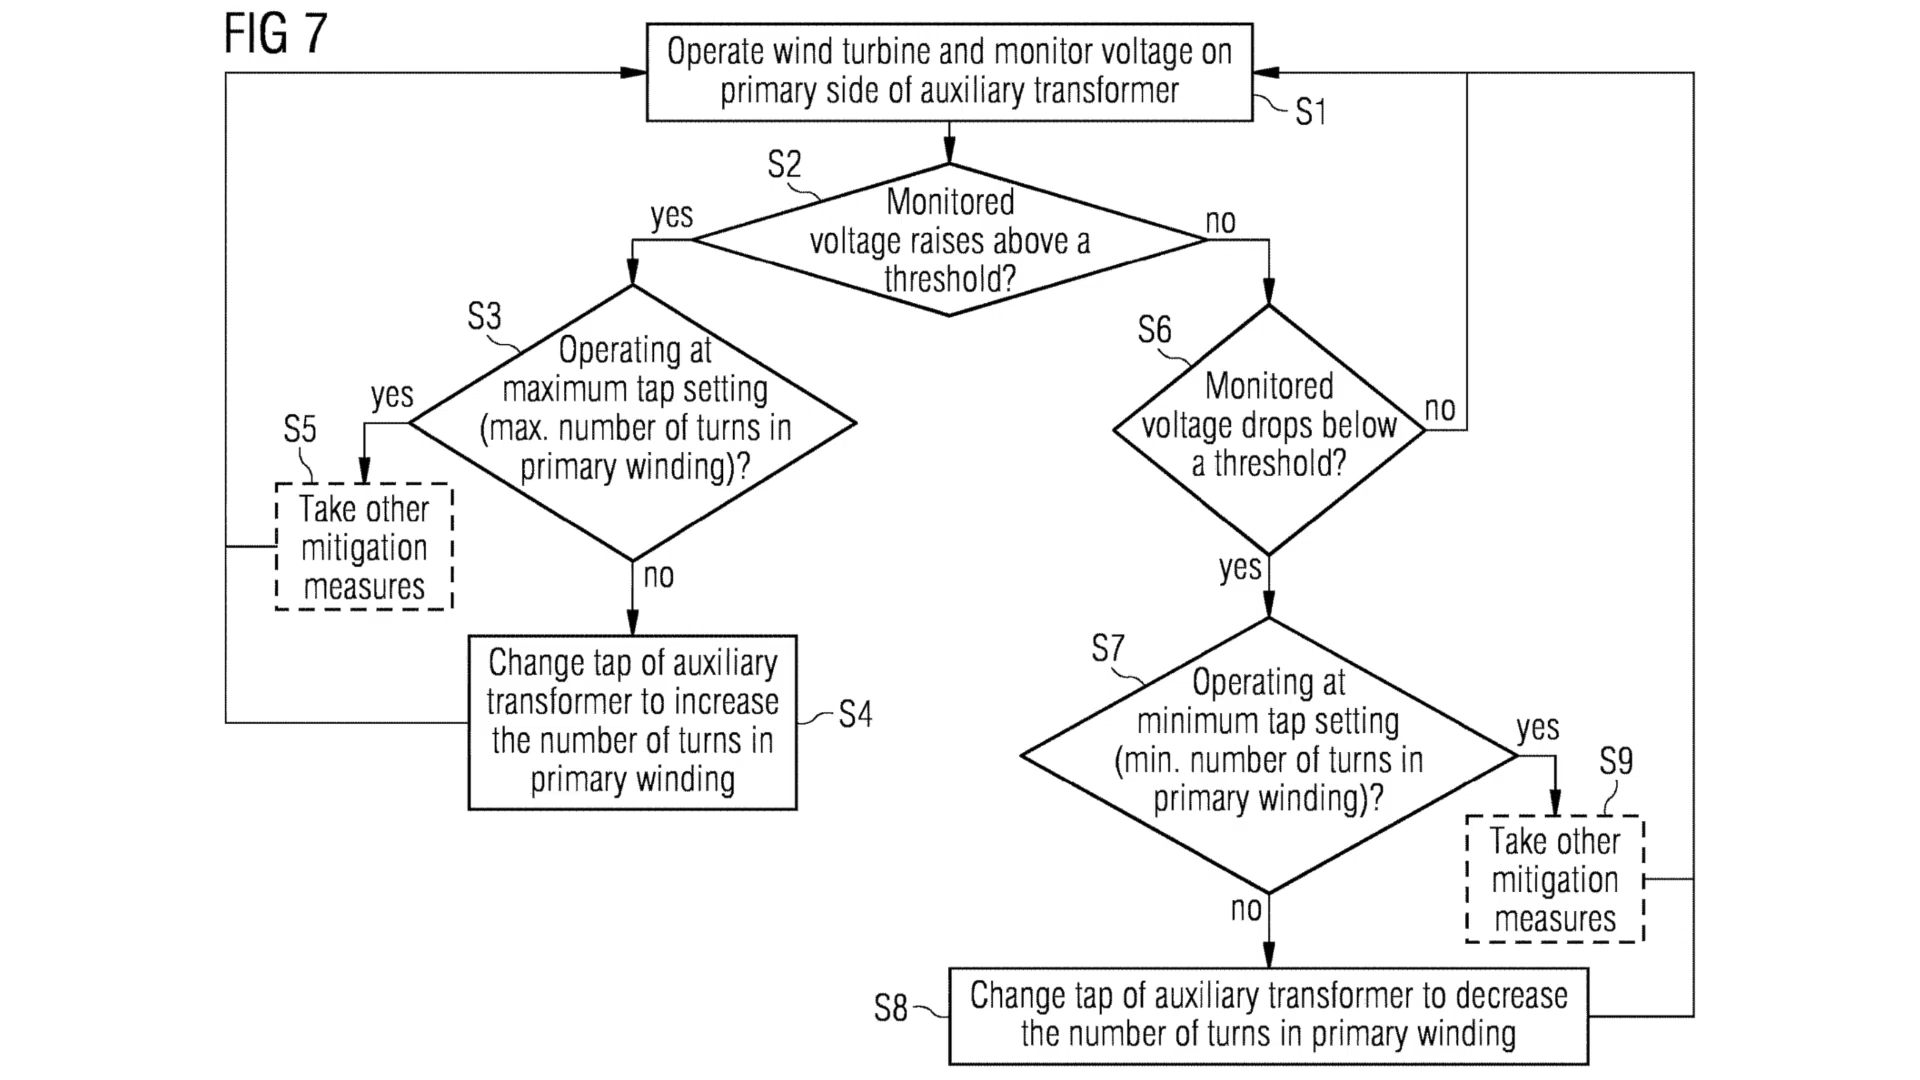 FIG 7
Operate wind turbine and monitor voltage on
primary side of auxiliary transformer
S1
S2
Monitored
voltage raises above a
threshold?
yes
no
S3
Operating at
maximum tap setting
(max. number of turns in
primary winding)?
yes
no
S5
Take other
mitigation
measures
Change tap of auxiliary
transformer to increase
the number of turns in
primary winding
S4
S6
Monitored
voltage drops below
a threshold?
no
yes
S7
Operating at
minimum tap setting
(min. number of turns in
primary winding)?
yes
no
S9
Take other
mitigation
measures
S8
Change tap of auxiliary transformer to decrease
the number of turns in primary winding